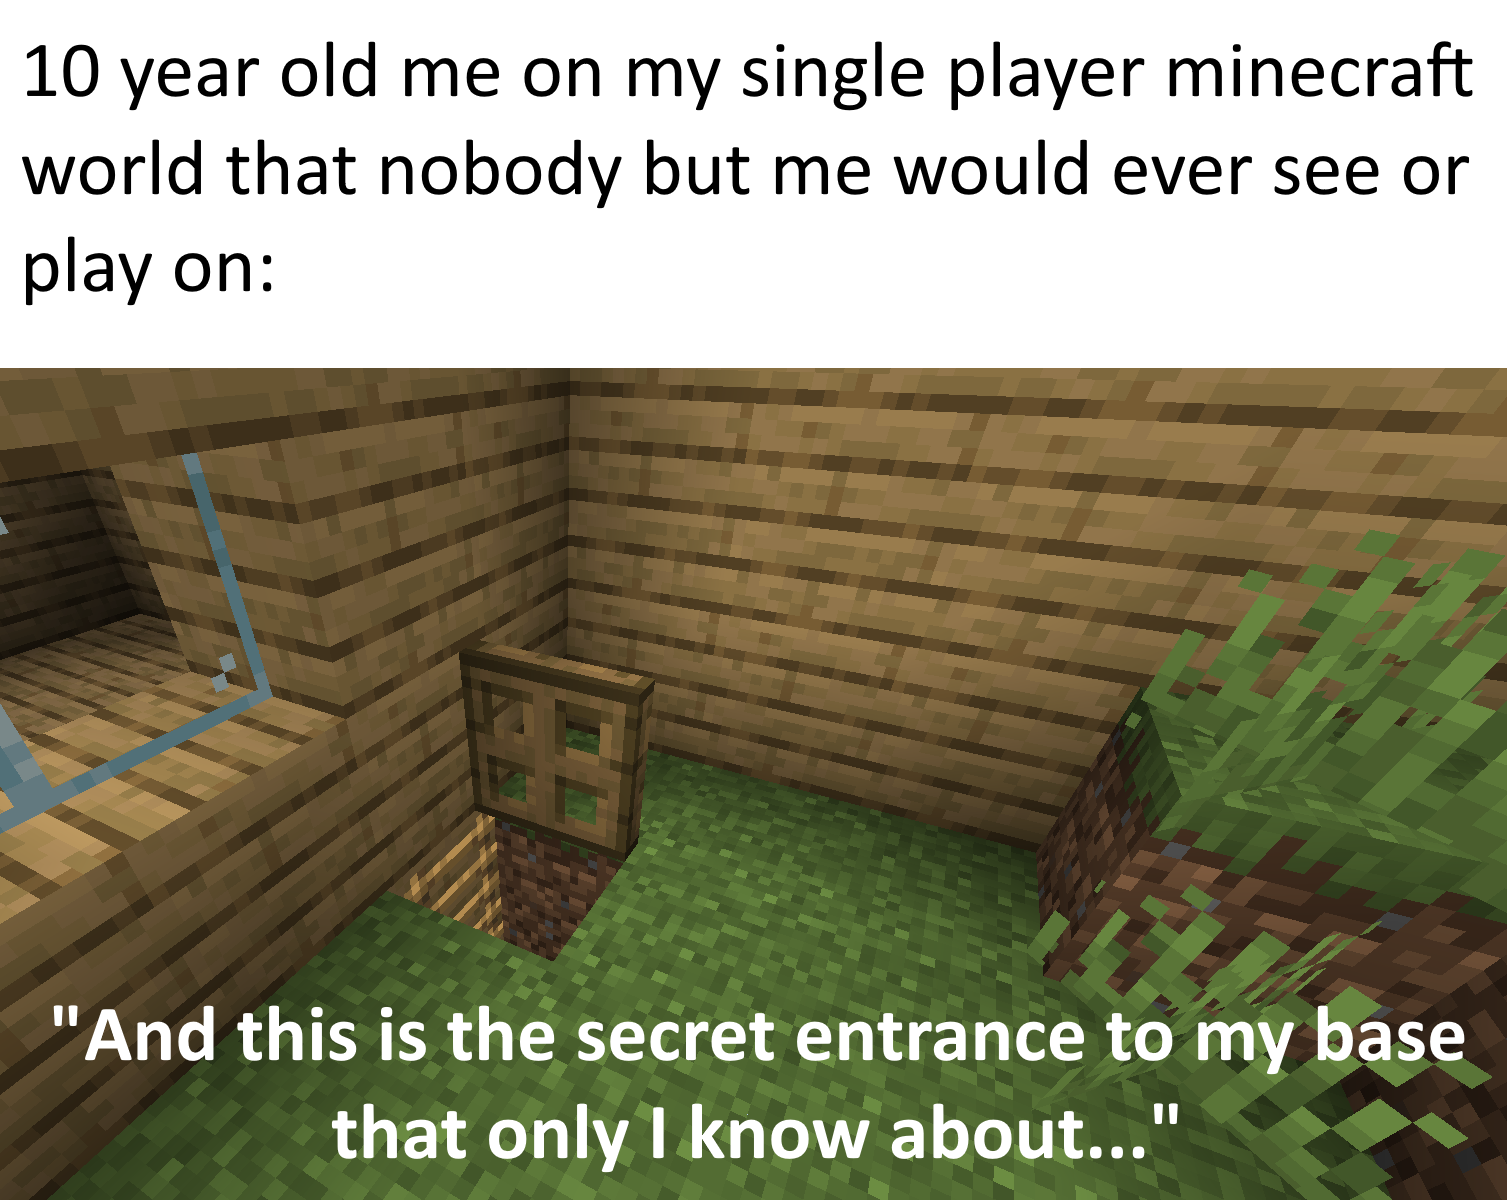 10 year old me on my single player minecraft
world that nobody but me would ever see or
play on:
"And this is the secret entrance to my base
that only I know about..."